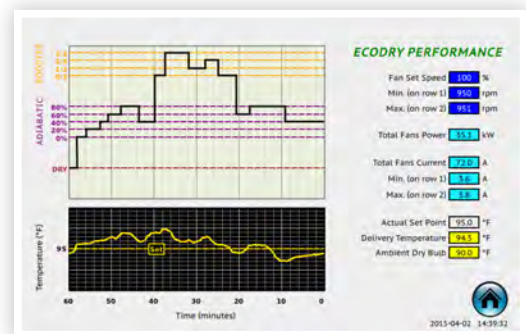 ECODRY PERFORMANCE
BOOSTER
ADIABATIC
80%
60%
40%
20%
0%
DRY
Fan Set Speed 100 %
Min. (on row 1) 950 rpm
Max. (on row 2) 951 rpm
Total Fans Power 35.1 kW
Total Fans Current 72.0 A
Min. (on row 1) 3.6 A
Max. (on row 2) 3.8 A
Actual Set Point 95.0 °F
Delivery Temperature 94.5 °F
Ambient Dry Bulb 90.0 °F
Temperature (°F)
95
Set
60
50
40
30
20
10
0
Time (minutes)
2015-04-02 14:39:32